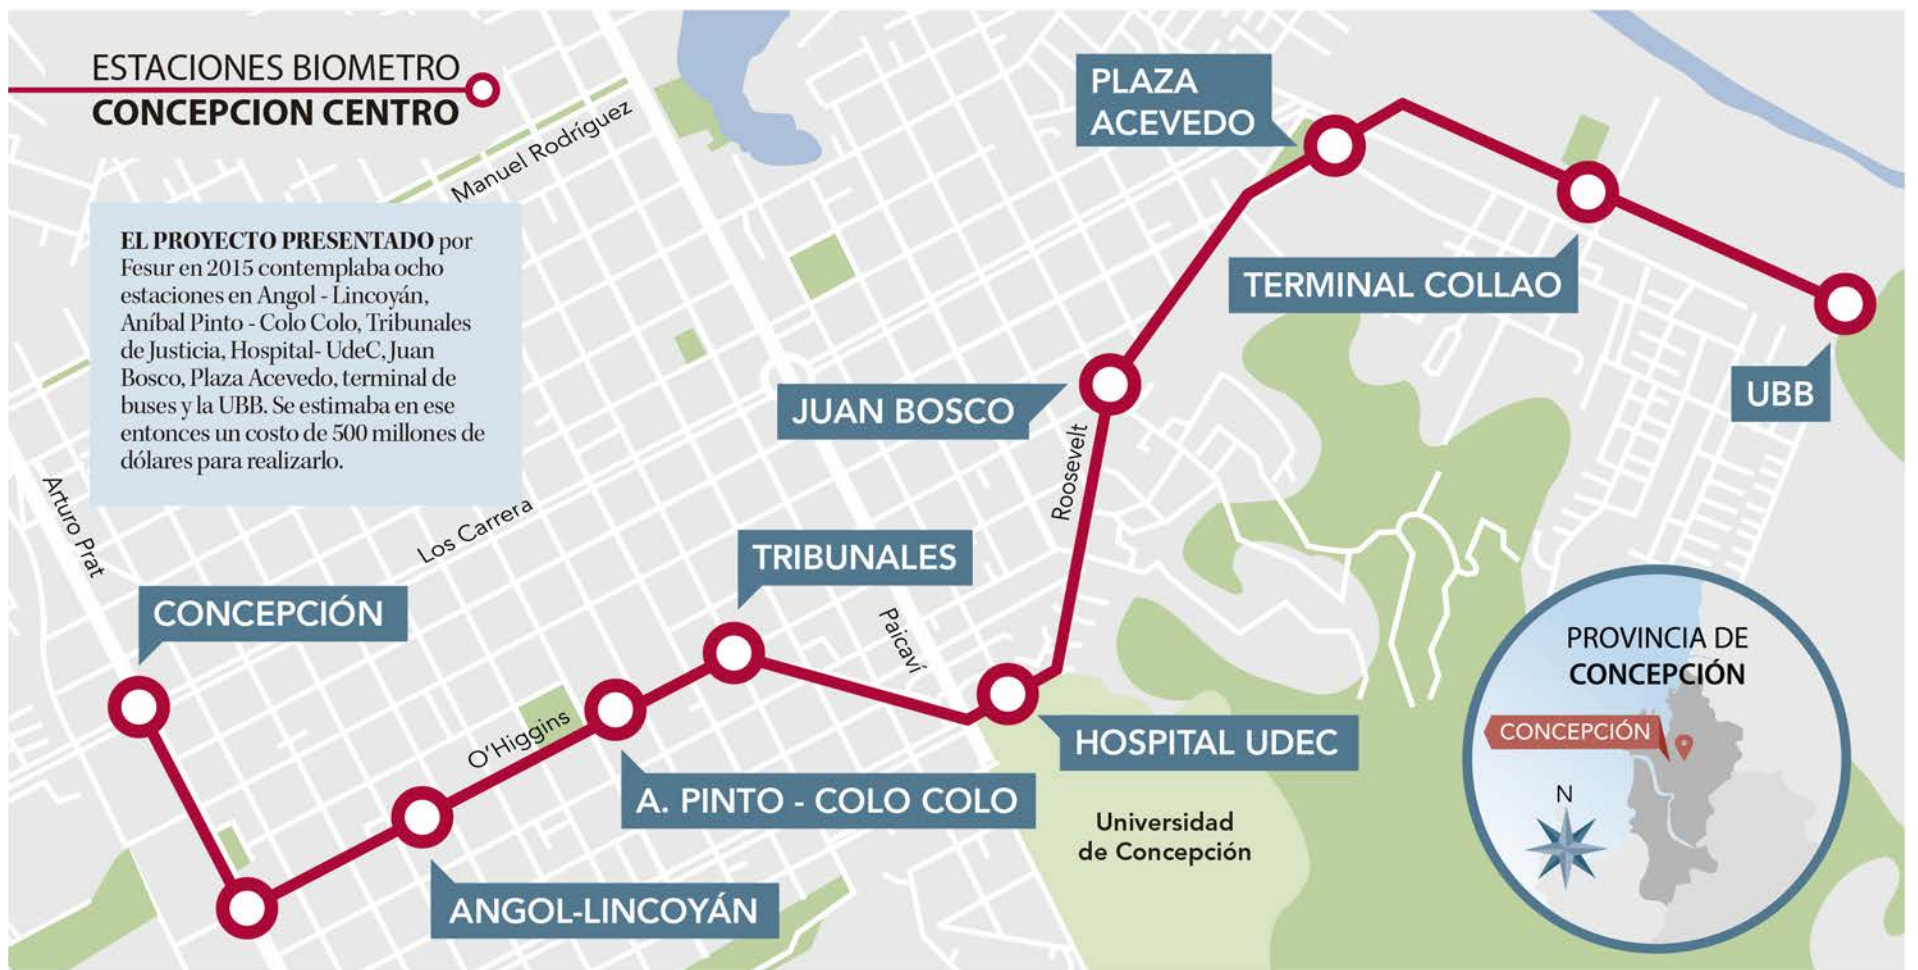 ESTACIONES BIOMETRO
CONCEPCION CENTRO
Manuel Rodríguez
EL PROYECTO PRESENTADO por
Fesur en 2015 contemplaba ocho
estaciones en Angol - Lincoyán,
Aníbal Pinto - Colo Colo, Tribunales
de Justicia, Hospital- UdeC, Juan
Bosco, Plaza Acevedo, terminal de
buses y la UBB. Se estimaba en ese
entonces un costo de 500 millones de
dólares para realizarlo.
PLAZA
ACEVEDO
TERMINAL COLLAO
UBB
JUAN BOSCO
Roosevelt
Arturo Prat
Los Carrera
TRIBUNALES
CONCEPCIÓN
Paicaví
O'Higgins
HOSPITAL UDEC
A. PINTO - COLO COLO
ANGOL-LINCOYÁN
Universidad
de Concepción
PROVINCIA DE
CONCEPCIÓN
CONCEPCIÓN
N